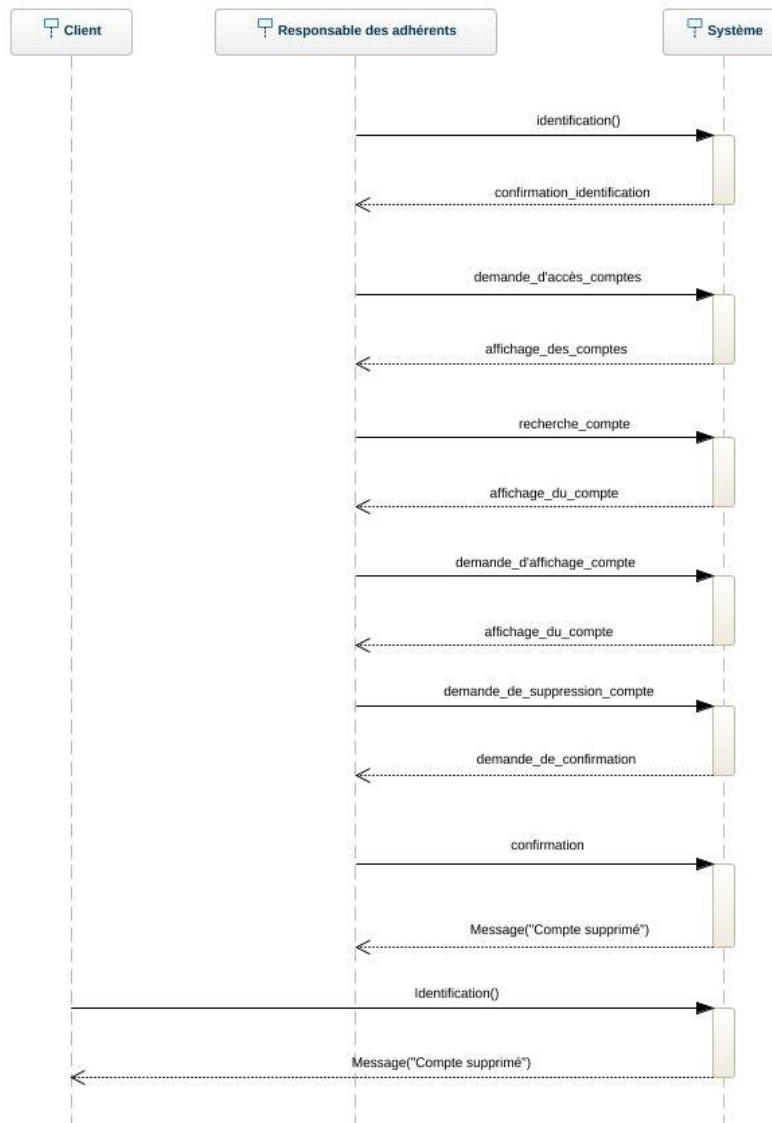 Client
Responsable des adhérents
Système
identification()
confirmation_identification
demande_d'accès_comptes
affichage_des_comptes
recherche_compte
affichage_du_compte
demande_d'affichage_compte
affichage_du_compte
demande_de_suppression_compte
demande_de_confirmation
confirmation
Message("Compte supprimé")
Identification()
Message("Compte supprimé")